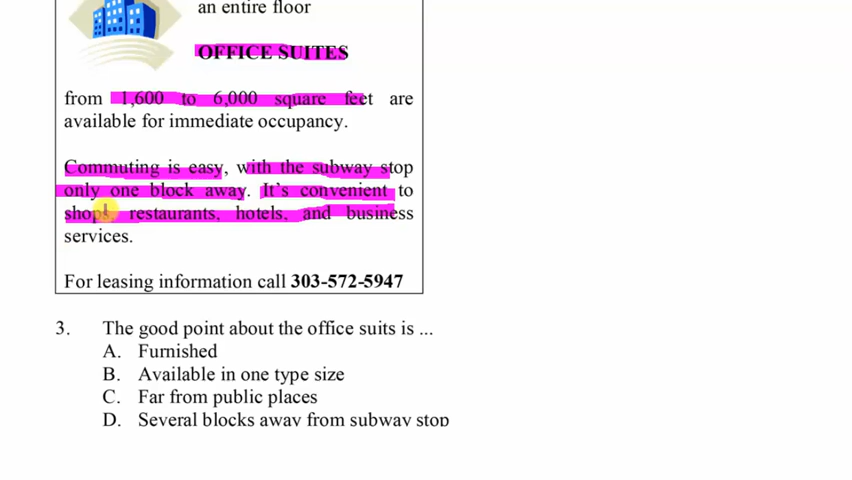 an entire floor
OFFICE SUITES
from 1,600 to 6,000 square feet are
available for immediate occupancy.
Commuting is easy, with the subway stop
only one block away. It's convenient to
shops, restaurants, hotels, and business
services.
For leasing information call 303-572-5947
3. The good point about the office suits is ...
A. Furnished
B. Available in one type size
C. Far from public places
D. Several blocks away from subway stop